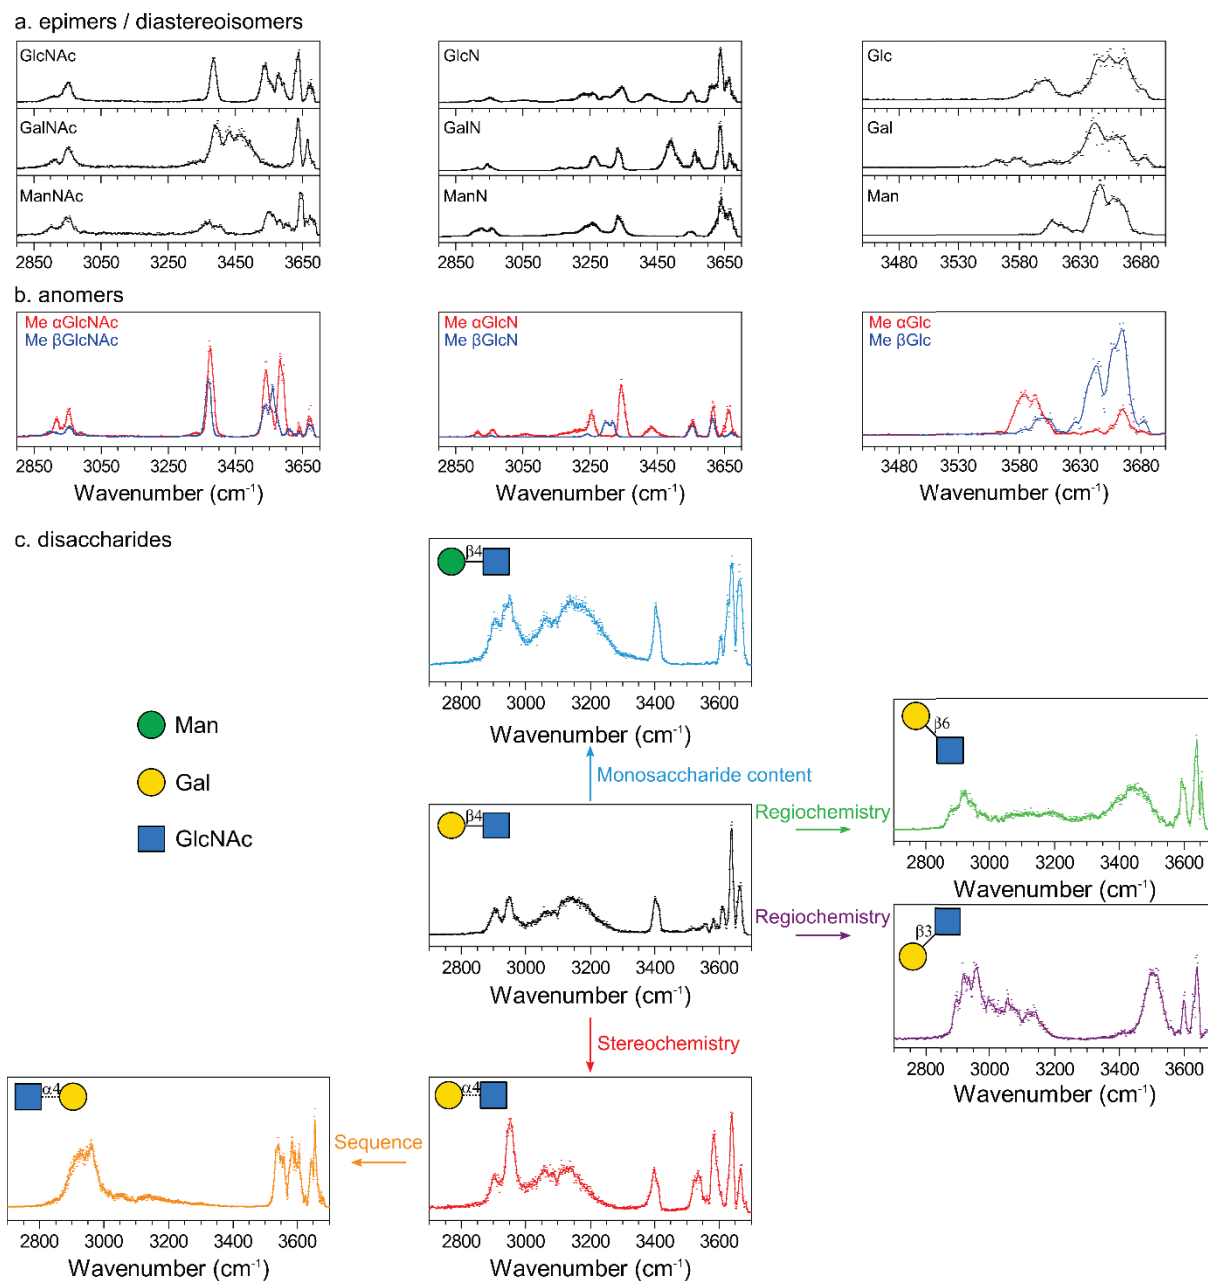 a. epimers / diastereoisomers
GlcNAc
GlcN
Glc
GalNAc
GalN
Gal
ManNAc
ManN
Man
2850 3050 3250 3450 3650
2850 3050 3250 3450 3650
3480 3530 3580 3630 3680
b. anomers
Me αGlcNAc
Me βGlcNAc
Me αGlcN
Me βGlcN
Me αGlc
Me βGlc
2850 3050 3250 3450 3650
2850 3050 3250 3450 3650
3480 3530 3580 3630 3680
Wavenumber (cm⁻¹)
Wavenumber (cm⁻¹)
Wavenumber (cm⁻¹)
c. disaccharides
β4
2800 3000 3200 3400 3600
Wavenumber (cm⁻¹)
Man
Gal
GlcNAc
Monosaccharide content
β6
Regiochemistry
2800 3000 3200 3400 3600
Wavenumber (cm⁻¹)
β4
2800 3000 3200 3400 3600
Wavenumber (cm⁻¹)
Regiochemistry
β3
2800 3000 3200 3400 3600
Wavenumber (cm⁻¹)
Stereochemistry
α4
Sequence
α4
2800 3000 3200 3400 3600
Wavenumber (cm⁻¹)
2800 3000 3200 3400 3600
Wavenumber (cm⁻¹)